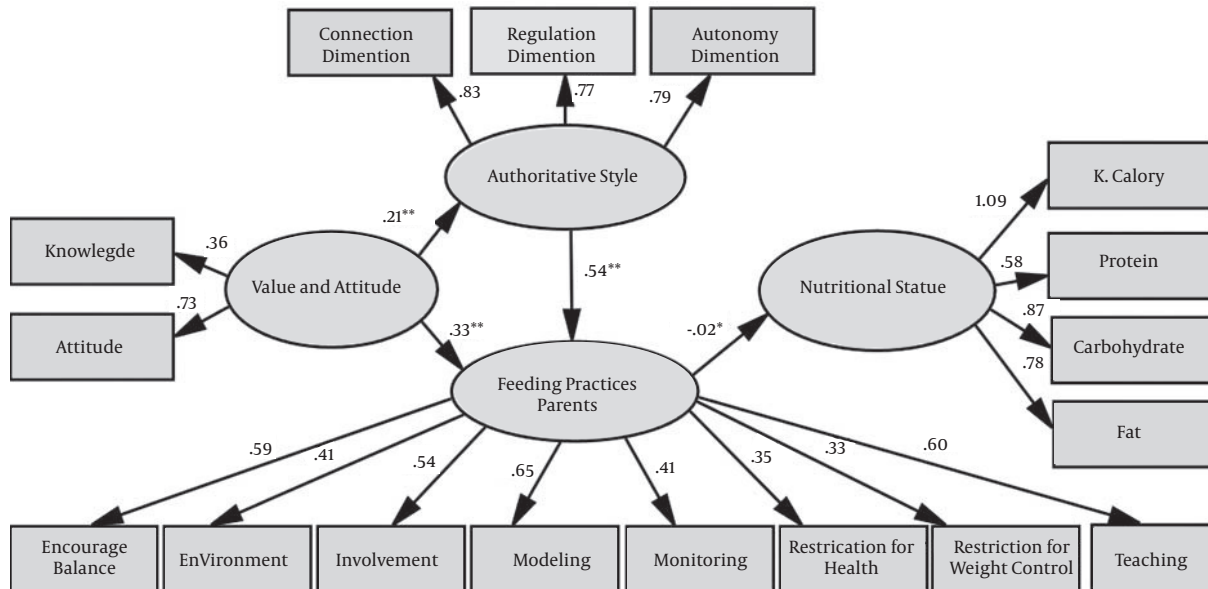 Connection
Dimention
Regulation
Dimention
Autonomy
Dimention
.83
.77
.79
Authoritative Style
K. Calory
1.09
.21**
Knowlegde
.36
.54**
Protein
.58
Value and Attitude
Nutritional Statue
.73
Attitude
.33**
-.02*
.87
Carbohydrate
.78
Feeding Practices
Parents
Fat
.59
.41
.54
.65
.41
.35
.33
.60
Encourage
Balance
EnVironment
Involvement
Modeling
Monitoring
Restrication for
Health
Restriction for
Weight Control
Teaching